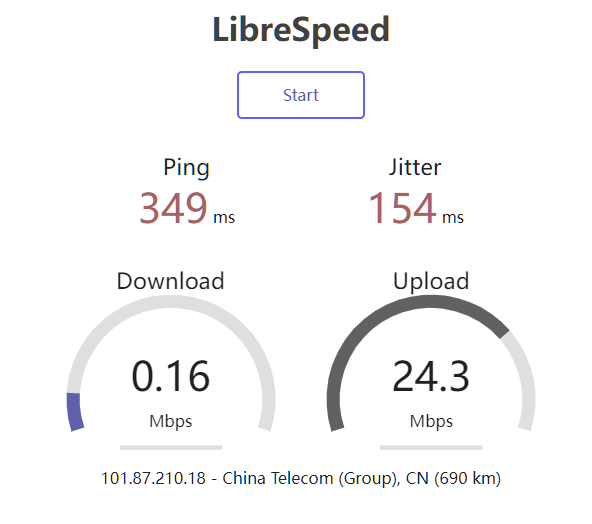 LibreSpeed
Start
Ping
349 ms
Jitter
154 ms
Download
0.16
Mbps
Upload
24.3
Mbps
101.87.210.18 - China Telecom (Group), CN (690 km)